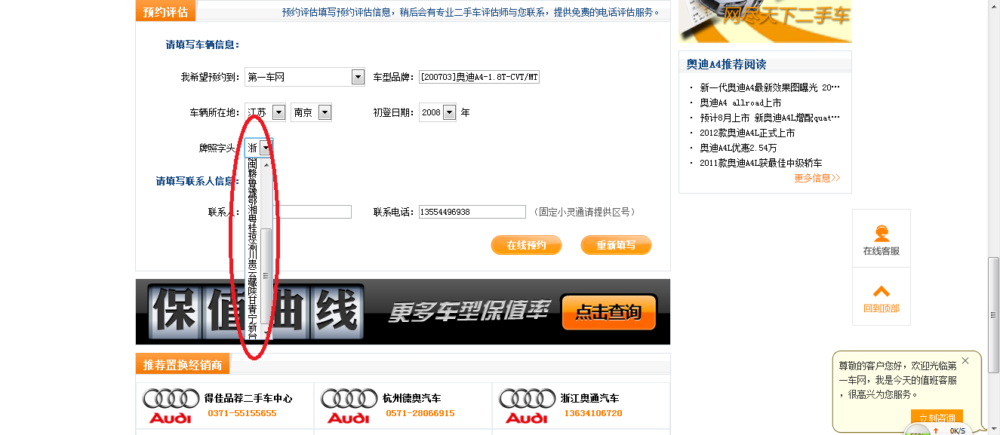 预约评估
预约评估填写预约评估信息，稍后会有专业二手车评估师与您联系，提供免费的电话评估服务。
请填写车辆信息：
我希望预约到： 第一车网 车型品牌： [200703]奥迪A4-1.8T-CVT/MT
车辆所在地： 江苏 南京 初登日期： 2008 年
牌照字头 浙
闽
赣
鲁
豫
鄂
湘
粤
桂
琼
渝
川
贵
云
藏
陕
甘
青
宁
新
台
请填写联系人信息：
联系人： 联系电话： 13554496938 （固定小灵通请提供区号）
在线预约 重新填写
保值曲线 更多车型保值率 点击查询
推荐置换经销商
Audi 得佳品荐二手车中心
0371-55155655
Audi 杭州德奥汽车
0571-28066915
Audi 浙江奥通汽车
13634106720
网尽天下二手车
奥迪A4推荐阅读
· 新一代奥迪A4最新效果图曝光 20…
· 奥迪A4 allroad上市
· 预计8月上市 新奥迪A4L增配quat…
· 2012款奥迪A4L正式上市
· 奥迪A4L优惠2.54万
· 2011款奥迪A4L获最佳中级轿车
更多信息>>
在线客服
回到顶部
尊敬的客户您好，欢迎光临第
一车网，我是今天的值班客服
，很高兴为您服务。
立刻咨询
0K/S